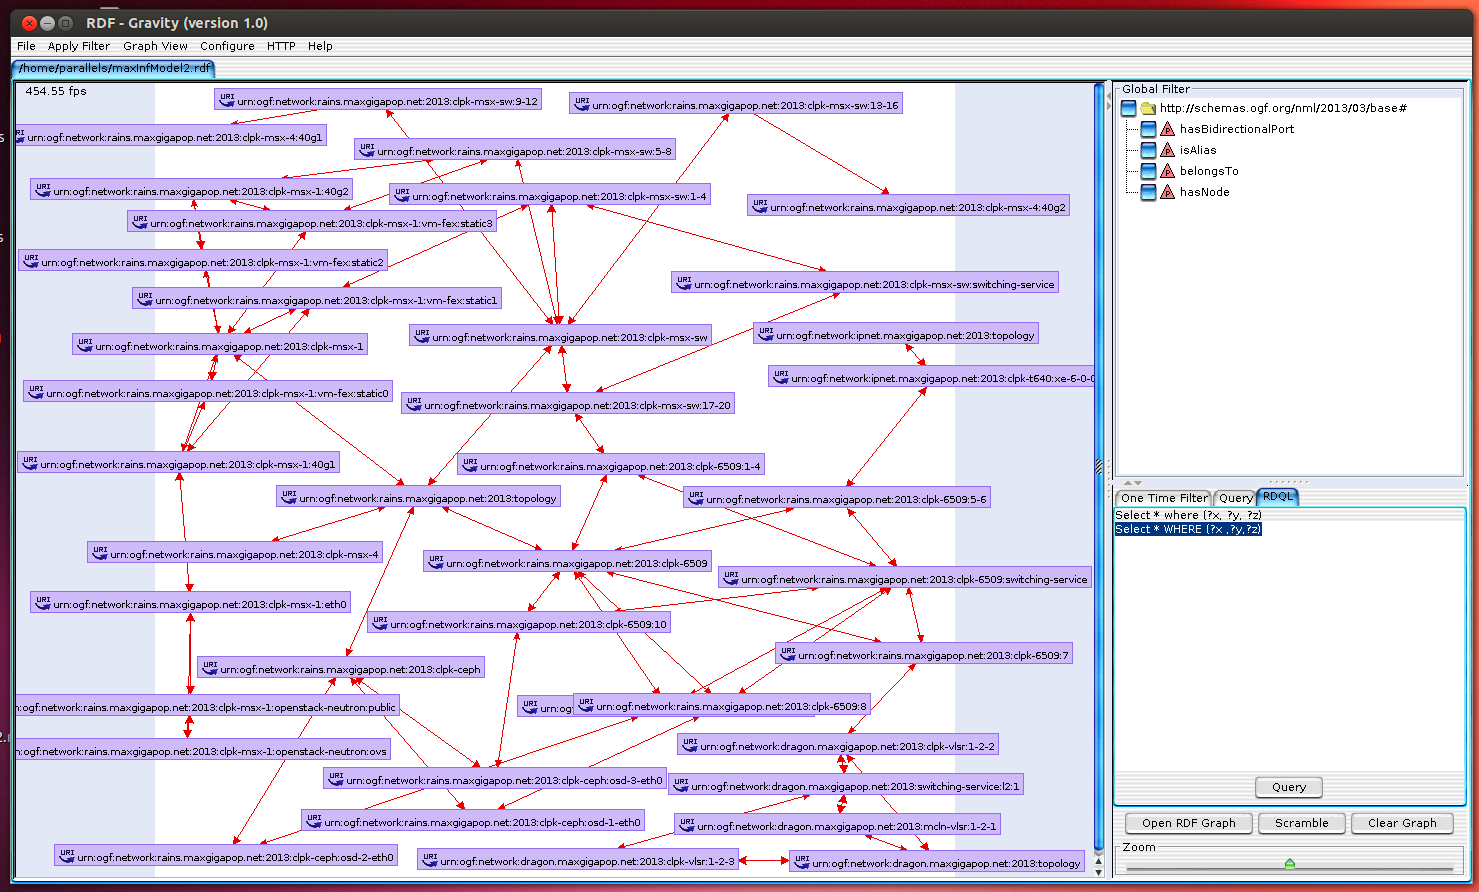 RDF - Gravity (version 1.0)
File Apply Filter Graph View Configure HTTP Help
/home/parallels/maxInfModel2.rdf
454.55 fps
URI urn:ogf:network:rains.maxgigapop.net:2013:clpk-msx-sw:9-12
URI urn:ogf:network:rains.maxgigapop.net:2013:clpk-msx-sw:13-16
urn:ogf:network:rains.maxgigapop.net:2013:clpk-msx-4:40g1
URI urn:ogf:network:rains.maxgigapop.net:2013:clpk-msx-sw:5-8
URI urn:ogf:network:rains.maxgigapop.net:2013:clpk-msx-1:40g2
URI urn:ogf:network:rains.maxgigapop.net:2013:clpk-msx-sw:1-4
URI urn:ogf:network:rains.maxgigapop.net:2013:clpk-msx-4:40g2
URI urn:ogf:network:rains.maxgigapop.net:2013:clpk-msx-1:vm-fex:static3
URI urn:ogf:network:rains.maxgigapop.net:2013:clpk-msx-1:vm-fex:static2
URI urn:ogf:network:rains.maxgigapop.net:2013:clpk-msx-sw:switching-service
URI urn:ogf:network:rains.maxgigapop.net:2013:clpk-msx-1:vm-fex:static1
URI urn:ogf:network:rains.maxgigapop.net:2013:clpk-msx-sw
URI urn:ogf:network:ipnet.maxgigapop.net:2013:topology
URI urn:ogf:network:rains.maxgigapop.net:2013:clpk-msx-1
URI urn:ogf:network:ipnet.maxgigapop.net:2013:clpk-t640:xe-6-0-0
URI urn:ogf:network:rains.maxgigapop.net:2013:clpk-msx-1:vm-fex:static0
URI urn:ogf:network:rains.maxgigapop.net:2013:clpk-msx-sw:17-20
URI urn:ogf:network:rains.maxgigapop.net:2013:clpk-msx-1:40g1
URI urn:ogf:network:rains.maxgigapop.net:2013:clpk-6509:1-4
URI urn:ogf:network:rains.maxgigapop.net:2013:topology
URI urn:ogf:network:rains.maxgigapop.net:2013:clpk-6509:5-6
URI urn:ogf:network:rains.maxgigapop.net:2013:clpk-msx-4
URI urn:ogf:network:rains.maxgigapop.net:2013:clpk-6509
URI urn:ogf:network:rains.maxgigapop.net:2013:clpk-6509:switching-service
URI urn:ogf:network:rains.maxgigapop.net:2013:clpk-msx-1:eth0
URI urn:ogf:network:rains.maxgigapop.net:2013:clpk-6509:10
URI urn:ogf:network:rains.maxgigapop.net:2013:clpk-6509:7
URI urn:ogf:network:rains.maxgigapop.net:2013:clpk-ceph
n:ogf:network:rains.maxgigapop.net:2013:clpk-msx-1:openstack-neutron:public
URI urn:og
URI urn:ogf:network:rains.maxgigapop.net:2013:clpk-6509:8
n:ogf:network:rains.maxgigapop.net:2013:clpk-msx-1:openstack-neutron:ovs
URI urn:ogf:network:dragon.maxgigapop.net:2013:clpk-vlsr:1-2-2
URI urn:ogf:network:rains.maxgigapop.net:2013:clpk-ceph:osd-3-eth0
URI urn:ogf:network:dragon.maxgigapop.net:2013:switching-service:l2:1
URI urn:ogf:network:rains.maxgigapop.net:2013:clpk-ceph:osd-1-eth0
URI urn:ogf:network:dragon.maxgigapop.net:2013:mcln-vlsr:1-2-1
URI urn:ogf:network:rains.maxgigapop.net:2013:clpk-ceph:osd-2-eth0
URI urn:ogf:network:dragon.maxgigapop.net:2013:clpk-vlsr:1-2-3
URI urn:ogf:network:dragon.maxgigapop.net:2013:topology
Global Filter
http://schemas.ogf.org/nml/2013/03/base#
P hasBidirectionalPort
P isAlias
P belongsTo
P hasNode
One Time Filter Query RDQL
Select * where (?x, ?y, ?z)
Select * WHERE (?x ,?y,?z)
Query
Open RDF Graph Scramble Clear Graph
Zoom